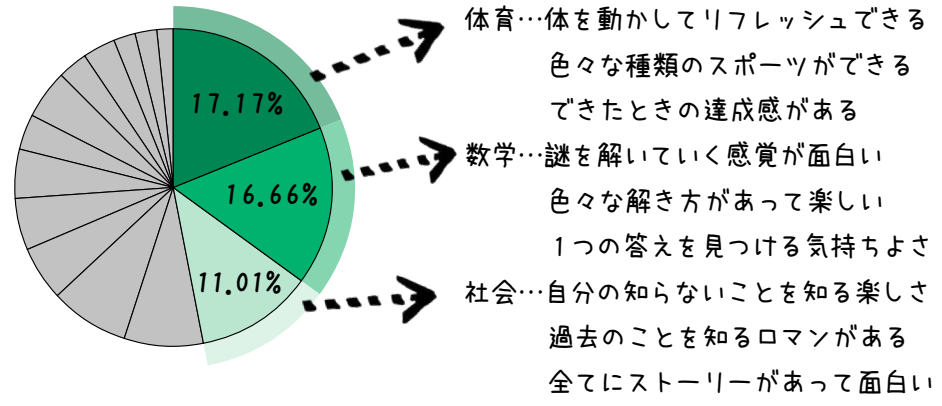 17.17%
16.66%
11.01%
体育…体を動かしてリフレッシュできる
色々な種類のスポーツができる
できたときの達成感がある
数学…謎を解いていく感覚が面白い
色々な解き方があって楽しい
1つの答えを見つける気持ちよさ
社会…自分の知らないことを知る楽しさ
過去のことを知るロマンがある
全てにストーリーがあって面白い